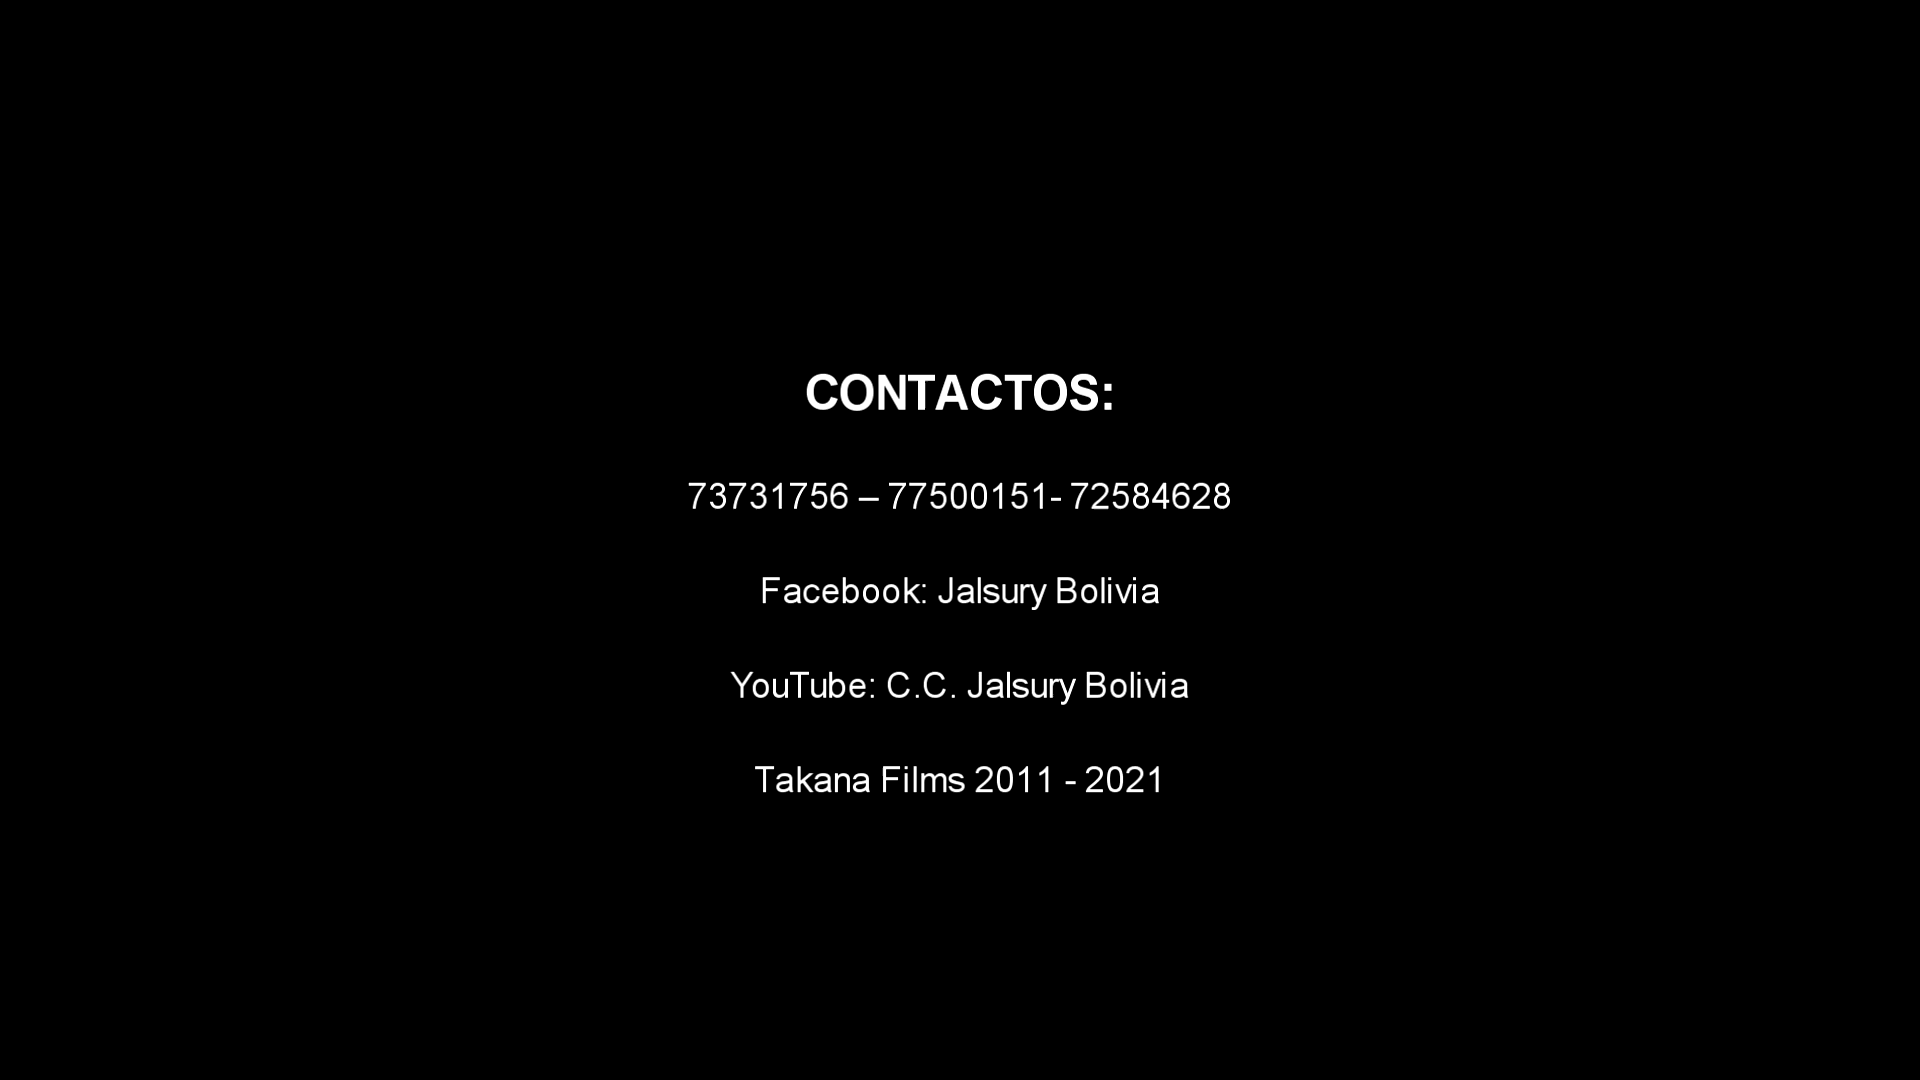 CONTACTOS:
73731756 – 77500151- 72584628
Facebook: Jalsury Bolivia
YouTube: C.C. Jalsury Bolivia
Takana Films 2011 - 2021